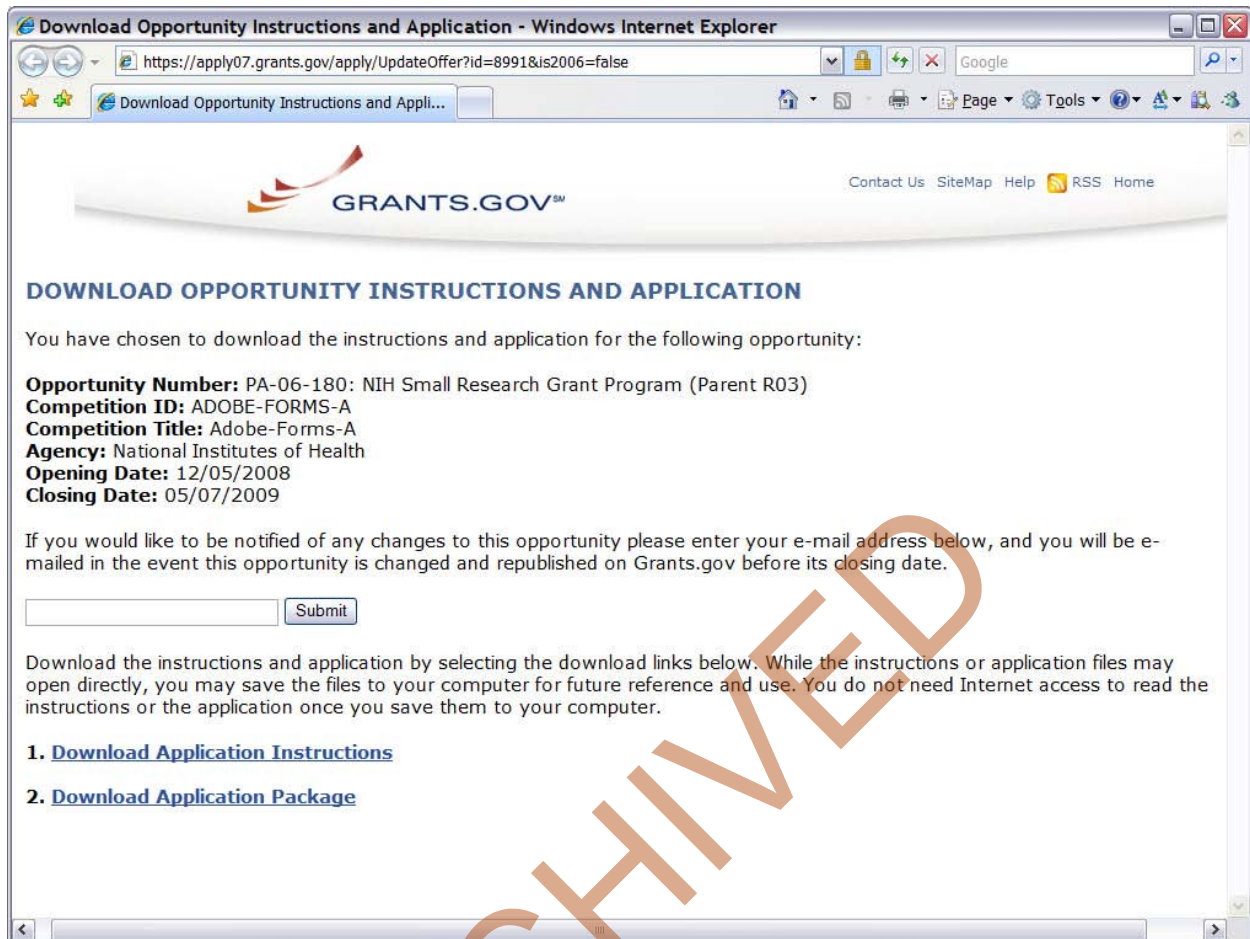 Download Opportunity Instructions and Application - Windows Internet Explorer
https://apply07.grants.gov/apply/UpdateOffer?id=8991&is2006=false
Google
Download Opportunity Instructions and Appli...
Page Tools
GRANTS.GOV℠
Contact Us SiteMap Help RSS Home
DOWNLOAD OPPORTUNITY INSTRUCTIONS AND APPLICATION
You have chosen to download the instructions and application for the following opportunity:
Opportunity Number: PA-06-180: NIH Small Research Grant Program (Parent R03)
Competition ID: ADOBE-FORMS-A
Competition Title: Adobe-Forms-A
Agency: National Institutes of Health
Opening Date: 12/05/2008
Closing Date: 05/07/2009
If you would like to be notified of any changes to this opportunity please enter your e-mail address below, and you will be e-
mailed in the event this opportunity is changed and republished on Grants.gov before its closing date.
Submit
Download the instructions and application by selecting the download links below. While the instructions or application files may
open directly, you may save the files to your computer for future reference and use. You do not need Internet access to read the
instructions or the application once you save them to your computer.
1. Download Application Instructions
2. Download Application Package
CHIVED